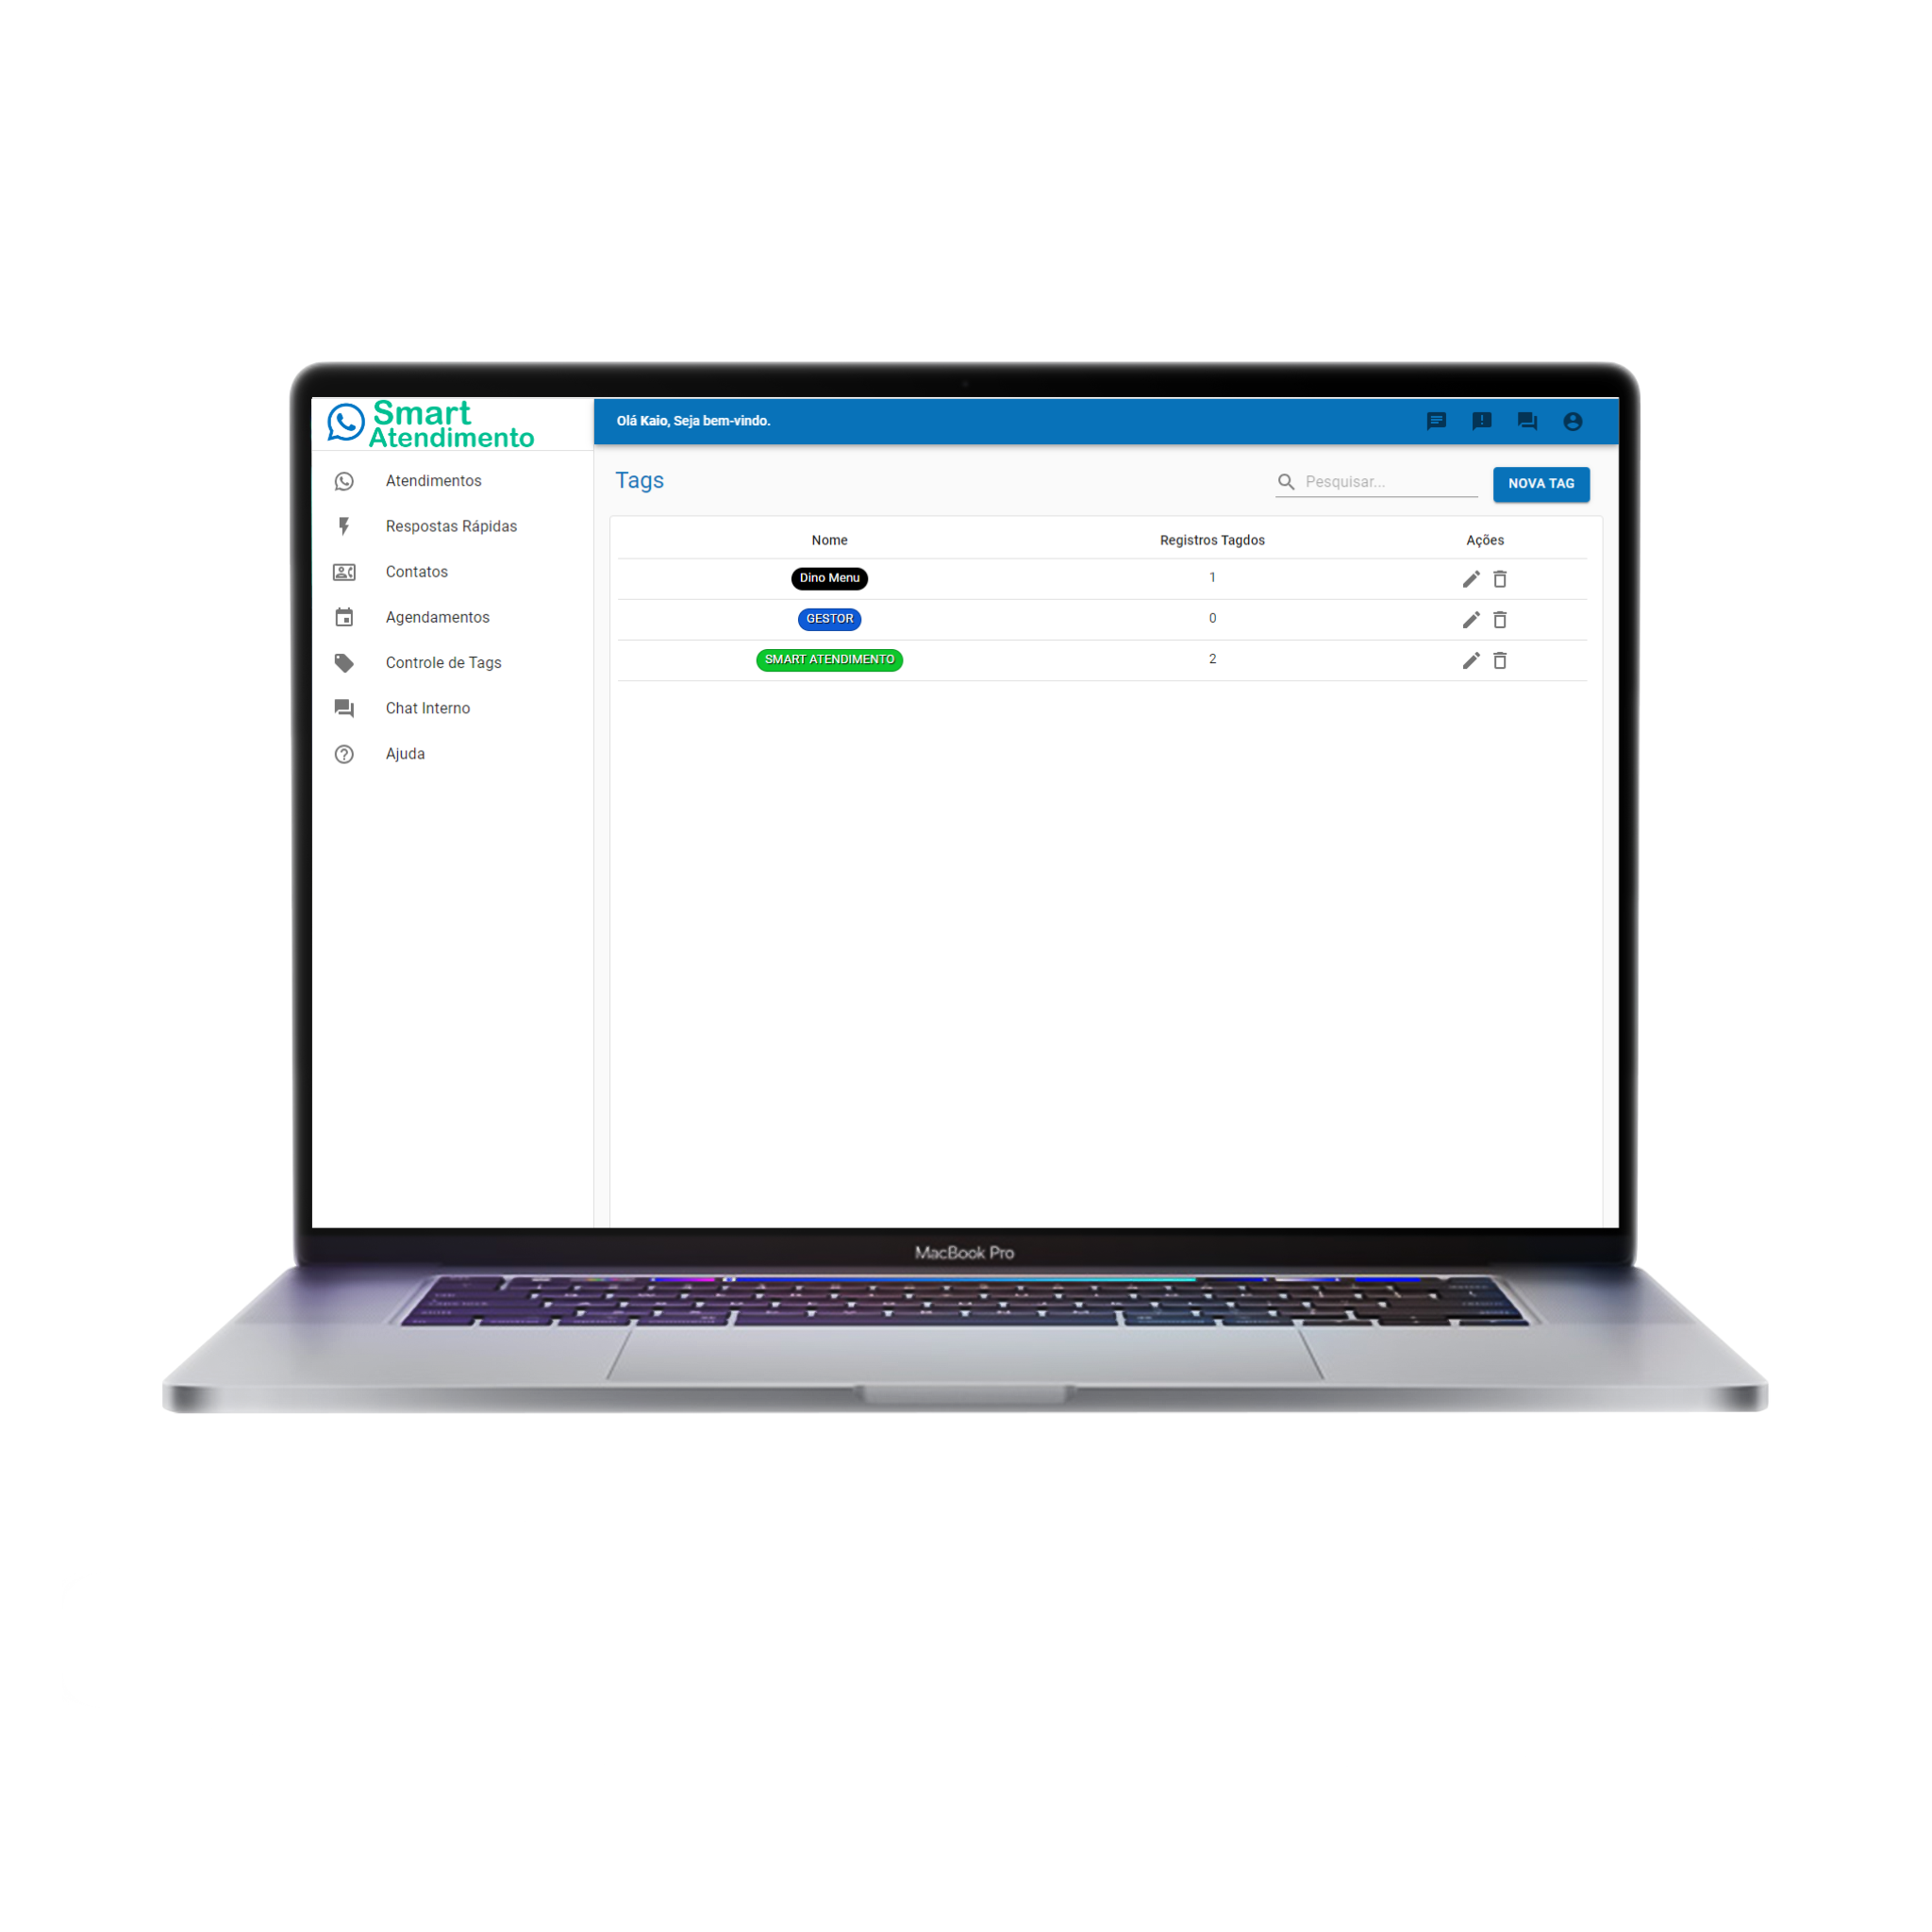 Smart
Atendimento
Olá Kaio, Seja bem-vindo.
Atendimentos
Respostas Rápidas
Contatos
Agendamentos
Controle de Tags
Chat Interno
Ajuda
Tags
Pesquisar...
NOVA TAG
Nome Registros Tagdos Ações
Dino Menu 1
GESTOR 0
SMART ATENDIMENTO 2
MacBook Pro